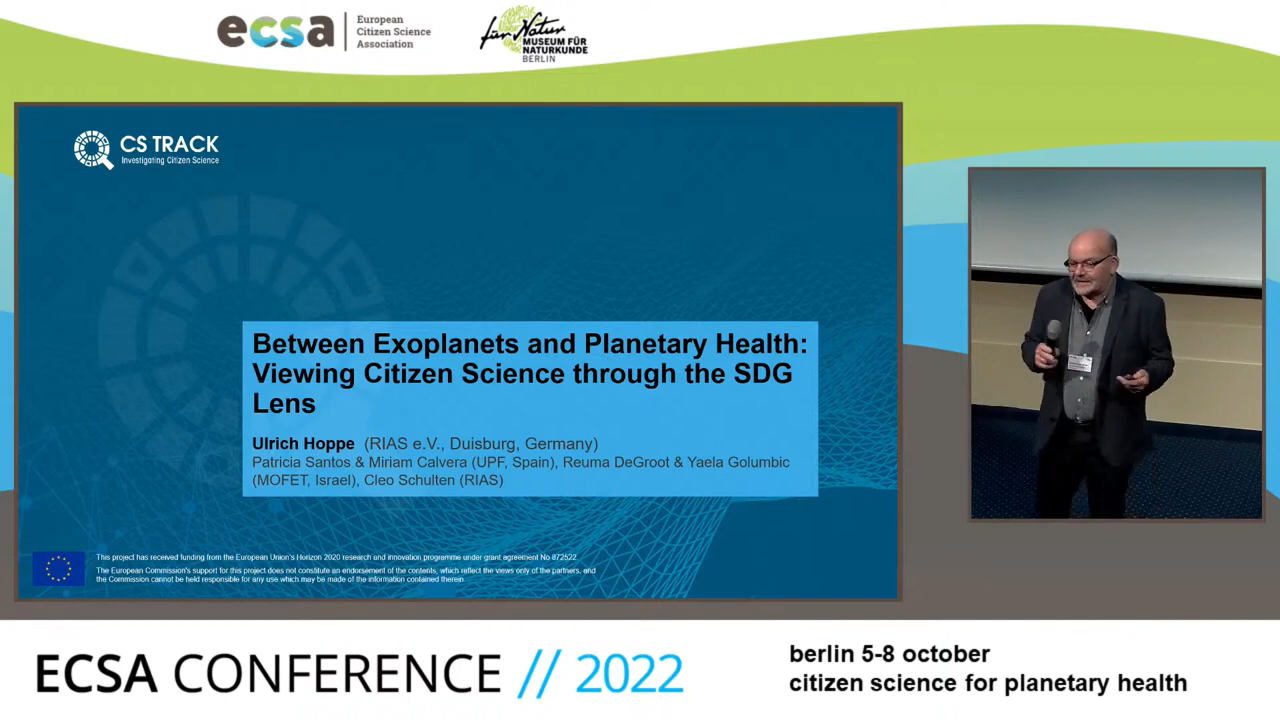 ecsa
European
Citizen Science
Association
für Natur
MUSEUM FÜR
NATURKUNDE
BERLIN
CS TRACK
Investigating Citizen Science
Between Exoplanets and Planetary Health:
Viewing Citizen Science through the SDG
Lens
Ulrich Hoppe (RIAS e.V., Duisburg, Germany)
Patricia Santos & Miriam Calvera (UPF, Spain), Reuma DeGroot & Yaela Golumbic
(MOFET, Israel), Cleo Schulten (RIAS)
This project has received funding from the European Union's Horizon 2020 research and innovation programme under grant agreement No 872522.
The European Commission's support for this project does not constitute an endorsement of the contents, which reflect the views only of the partners, and
the Commission cannot be held responsible for any use which may be made of the information contained therein.
ECSA CONFERENCE // 2022
berlin 5-8 october
citizen science for planetary health